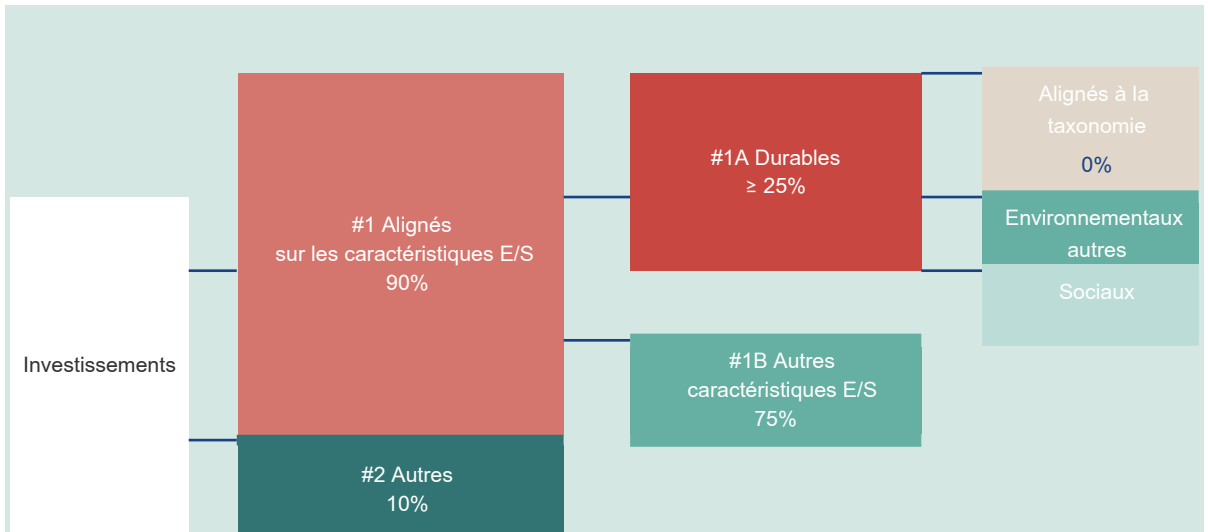 Investissements
#1 Alignés
sur les caractéristiques E/S
90%
#2 Autres
10%
#1A Durables
≥ 25%
#1B Autres
caractéristiques E/S
75%
Alignés à la
taxonomie
0%
Environnementaux
autres
Sociaux